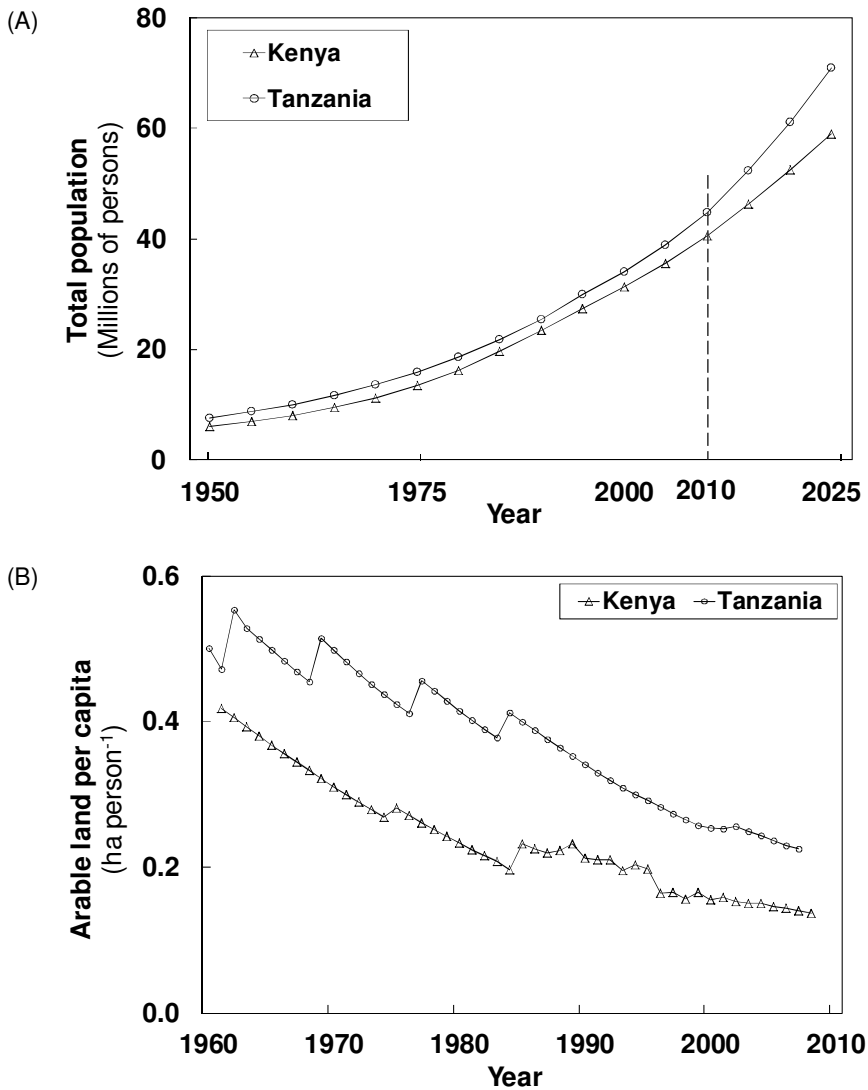 (A)
80
60
40
20
0
Total population
(Millions of persons)
Kenya
Tanzania
1950 1975 2000 2010 2025
Year
(B)
0.6
0.4
0.2
0.0
Arable land per capita
(ha person⁻¹)
Kenya Tanzania
1960 1970 1980 1990 2000 2010
Year